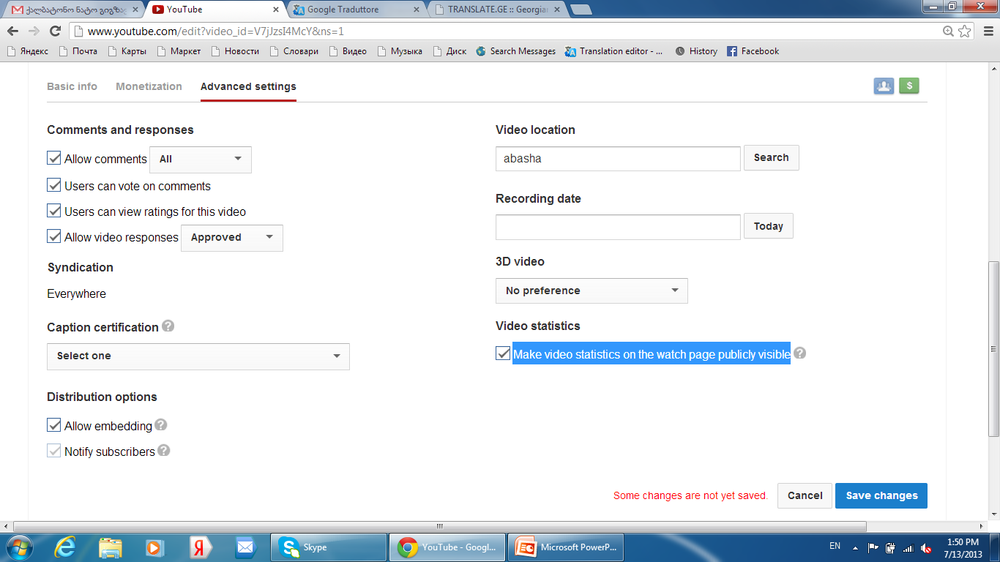 ქალბატონო ნატო გიგზა
YouTube
Google Traduttore
TRANSLATE.GE :: Georgian
www.youtube.com/edit?video_id=V7jJzsI4McY&ns=1
Яндекс Почта Карты Маркет Новости Словари Видео Музыка Диск Search Messages Translation editor - ... History Facebook
Basic info Monetization Advanced settings
$
Comments and responses
Allow comments All
Users can vote on comments
Users can view ratings for this video
Allow video responses Approved
Syndication
Everywhere
Caption certification ?
Select one
Distribution options
Allow embedding ?
Notify subscribers ?
Video location
abasha Search
Recording date
Today
3D video
No preference
Video statistics
Make video statistics on the watch page publicly visible ?
Some changes are not yet saved. Cancel Save changes
Skype
YouTube - Googl...
Microsoft PowerP...
EN
1:50 PM
7/13/2013